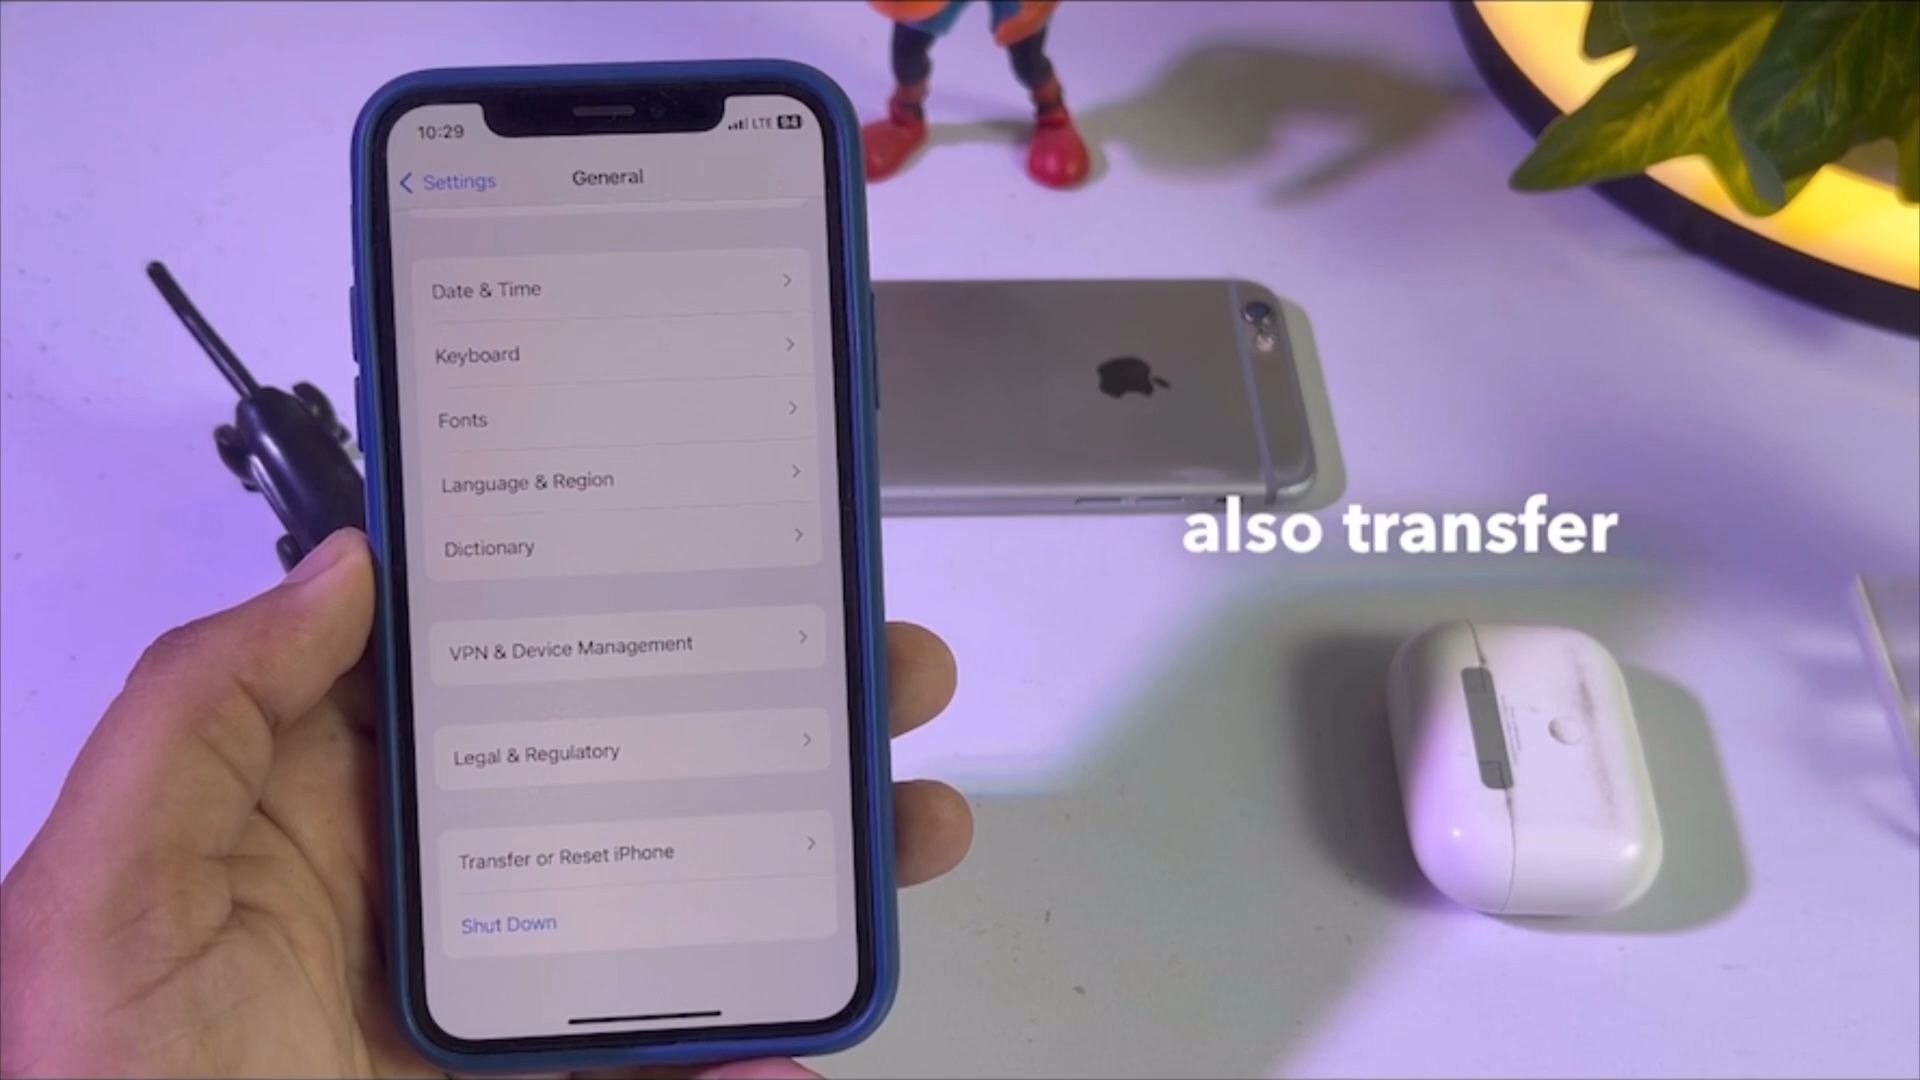 10:29
LTE 94
Settings
General
Date & Time
Keyboard
Fonts
Language & Region
Dictionary
VPN & Device Management
Legal & Regulatory
Transfer or Reset iPhone
Shut Down
also transfer